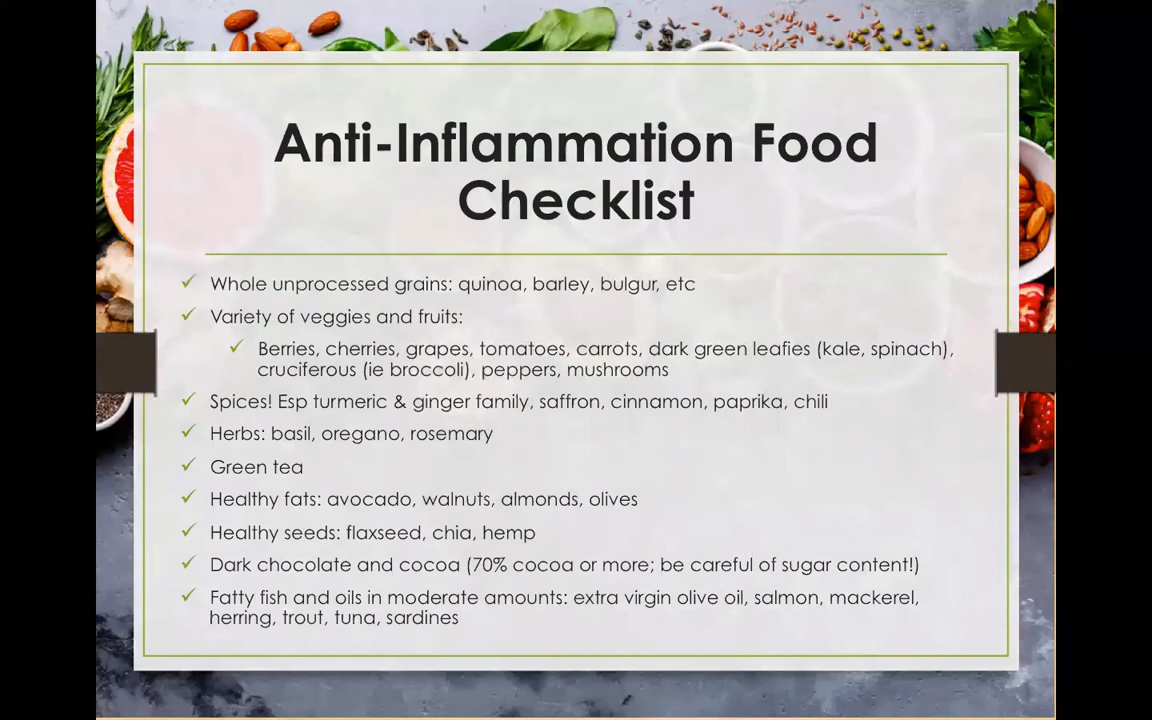 Anti-Inflammation Food
Checklist
Whole unprocessed grains: quinoa, barley, bulgur, etc
Variety of veggies and fruits:
Berries, cherries, grapes, tomatoes, carrots, dark green leafies (kale, spinach),
cruciferous (ie broccoli), peppers, mushrooms
Spices! Esp turmeric & ginger family, saffron, cinnamon, paprika, chili
Herbs: basil, oregano, rosemary
Green tea
Healthy fats: avocado, walnuts, almonds, olives
Healthy seeds: flaxseed, chia, hemp
Dark chocolate and cocoa (70% cocoa or more; be careful of sugar content!)
Fatty fish and oils in moderate amounts: extra virgin olive oil, salmon, mackerel,
herring, trout, tuna, sardines